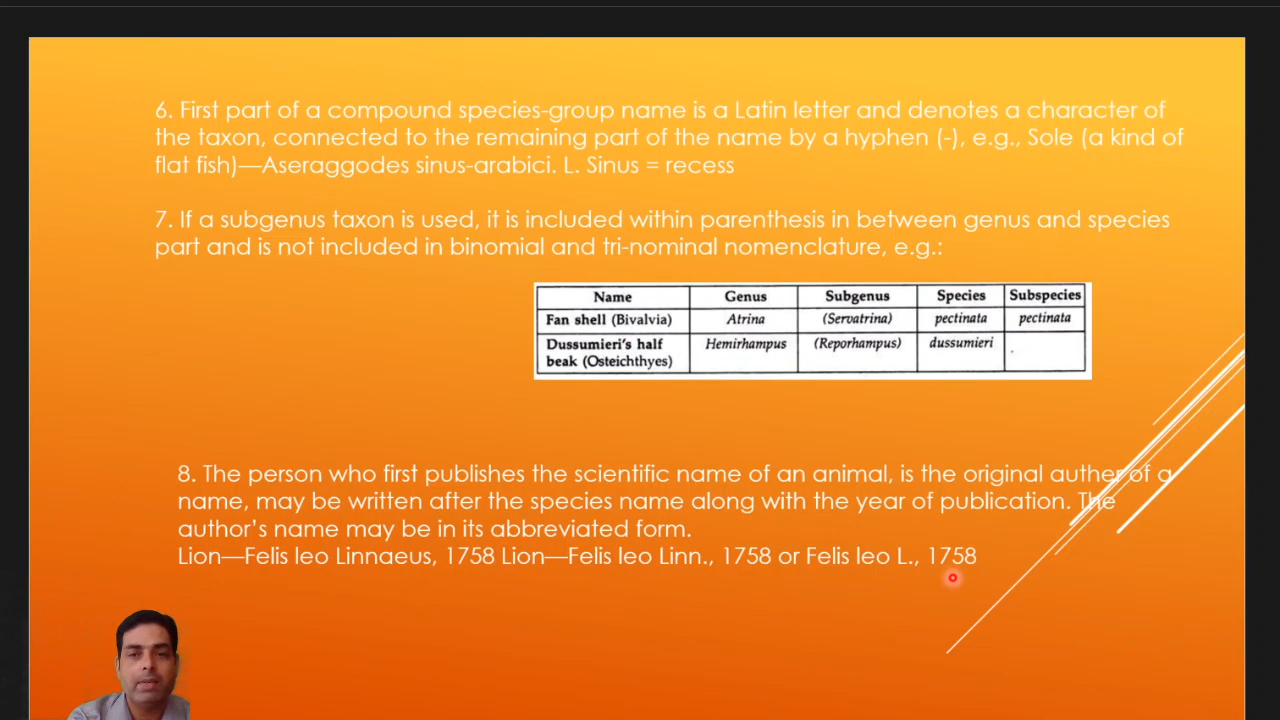 6. First part of a compound species-group name is a Latin letter and denotes a character of
the taxon, connected to the remaining part of the name by a hyphen (-), e.g., Sole (a kind of
flat fish)—Aseraggodes sinus-arabici. L. Sinus = recess
7. If a subgenus taxon is used, it is included within parenthesis in between genus and species
part and is not included in binomial and tri-nominal nomenclature, e.g.:
Name Genus Subgenus Species Subspecies
Fan shell (Bivalvia) Atrina (Servatrina) pectinata pectinata
Dussumieri's half Hemirhampus (Reporhampus) dussumieri
beak (Osteichthyes)
8. The person who first publishes the scientific name of an animal, is the original auther of a
name, may be written after the species name along with the year of publication. The
author's name may be in its abbreviated form.
Lion—Felis leo Linnaeus, 1758 Lion—Felis leo Linn., 1758 or Felis leo L., 1758